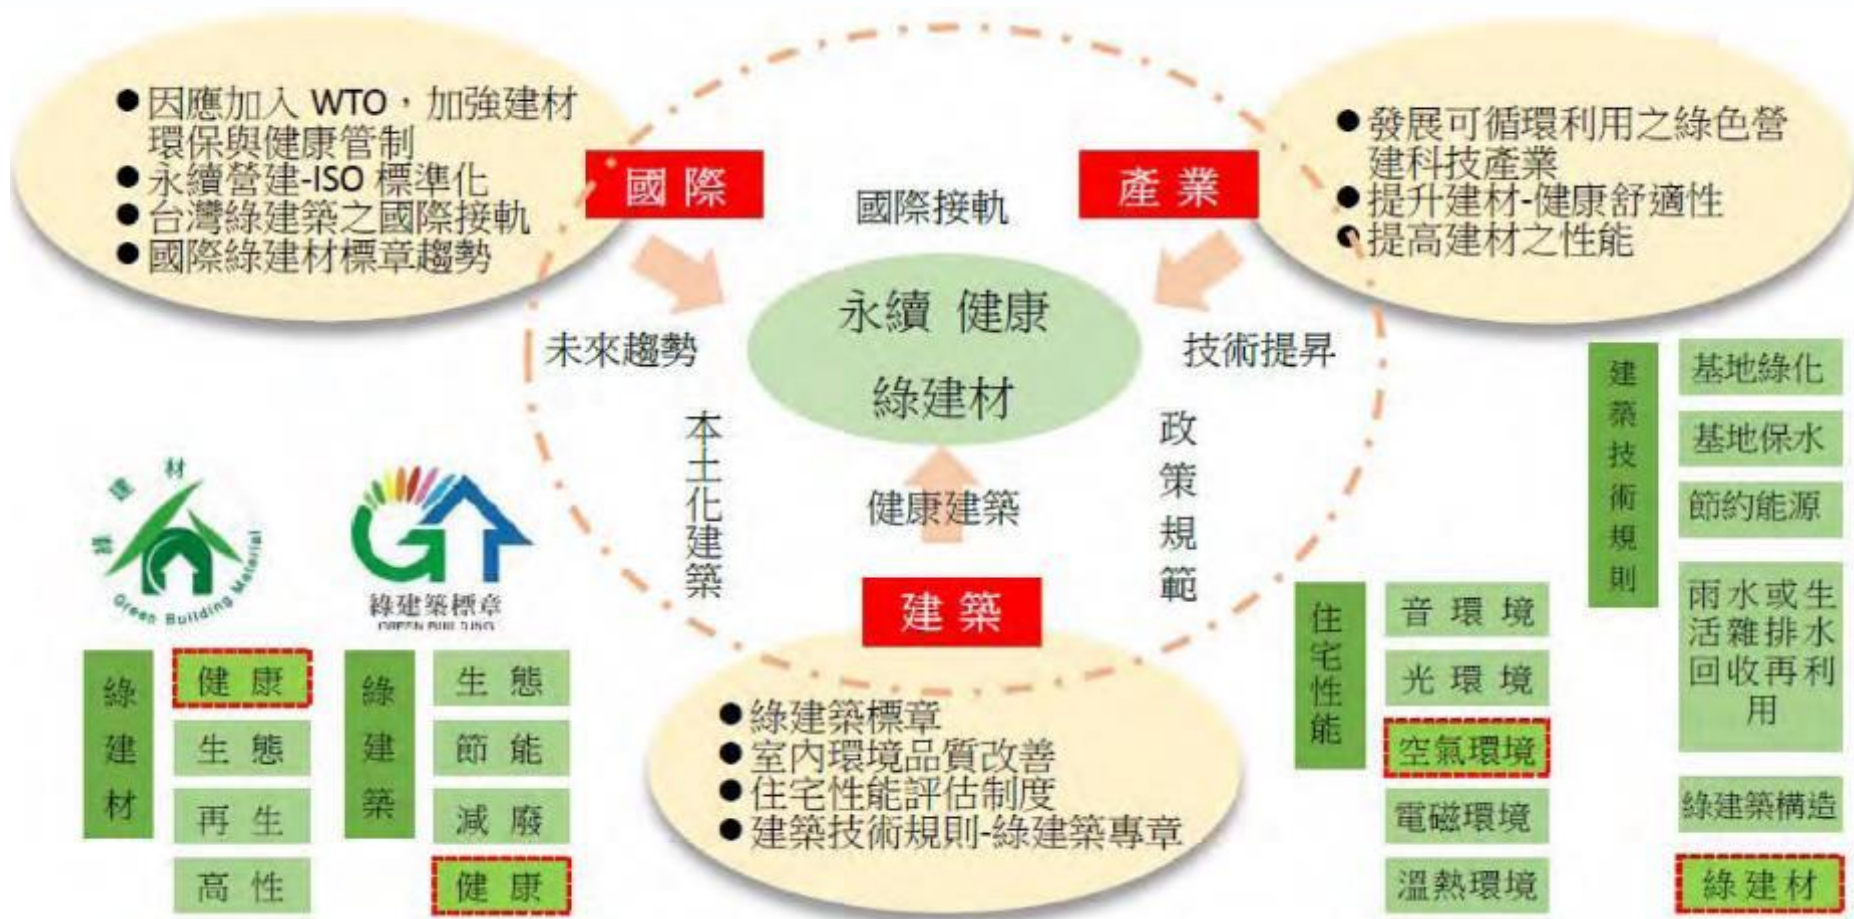 ●因應加入 WTO，加強建材
環保與健康管制
●永續營建-ISO 標準化
●台灣綠建築之國際接軌
●國際綠建材標章趨勢
國際
國際接軌
產業
●發展可循環利用之綠色營
建科技產業
●提升建材-健康舒適性
●提高建材之性能
永續 健康
綠建材
未來趨勢
技術提昇
本土化建築
政策規範
健康建築
建築
●綠建築標章
●室內環境品質改善
●住宅性能評估制度
●建築技術規則-綠建築專章
綠建材
Green Building Material
綠建築標章
GREEN BUILDING
綠建材
健康
生態
再生
高性
綠建築
生態
節能
減廢
健康
住宅性能
音環境
光環境
空氣環境
電磁環境
溫熱環境
建築技術規則
基地綠化
基地保水
節約能源
雨水或生
活雜排水
回收再利
用
綠建築構造
綠建材